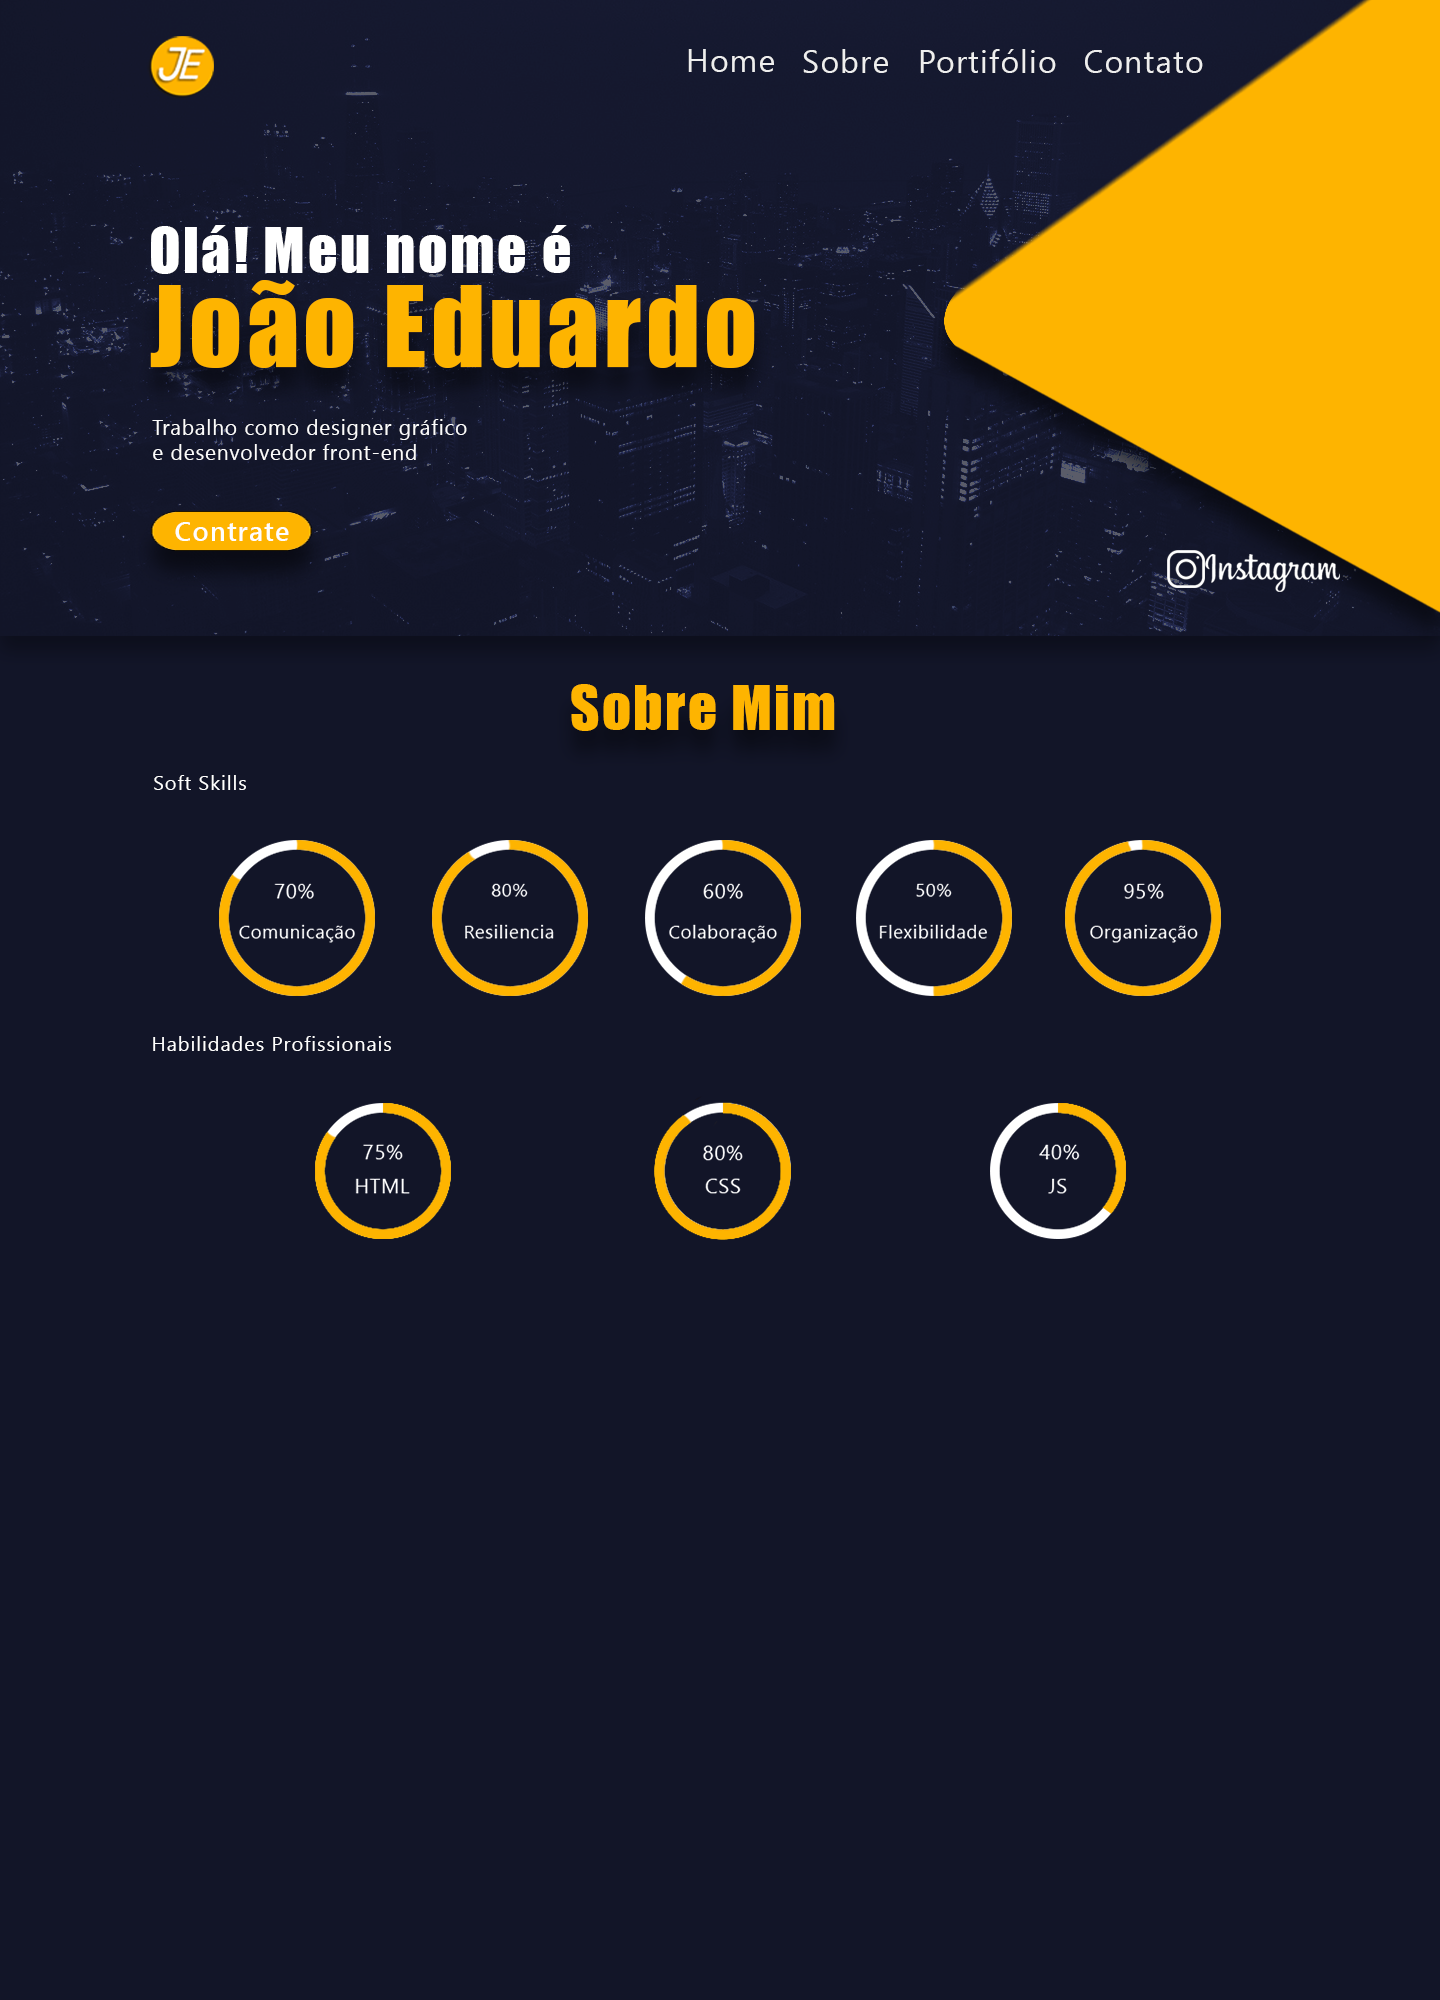 JE
Home Sobre Portifólio Contato
Olá! Meu nome é
João Eduardo
Trabalho como designer gráfico
e desenvolvedor front-end
Contrate
Instagram
Sobre Mim
Soft Skills
70% 80% 60% 50% 95%
Comunicação Resiliencia Colaboração Flexibilidade Organização
Habilidades Profissionais
75% 80% 40%
HTML CSS JS